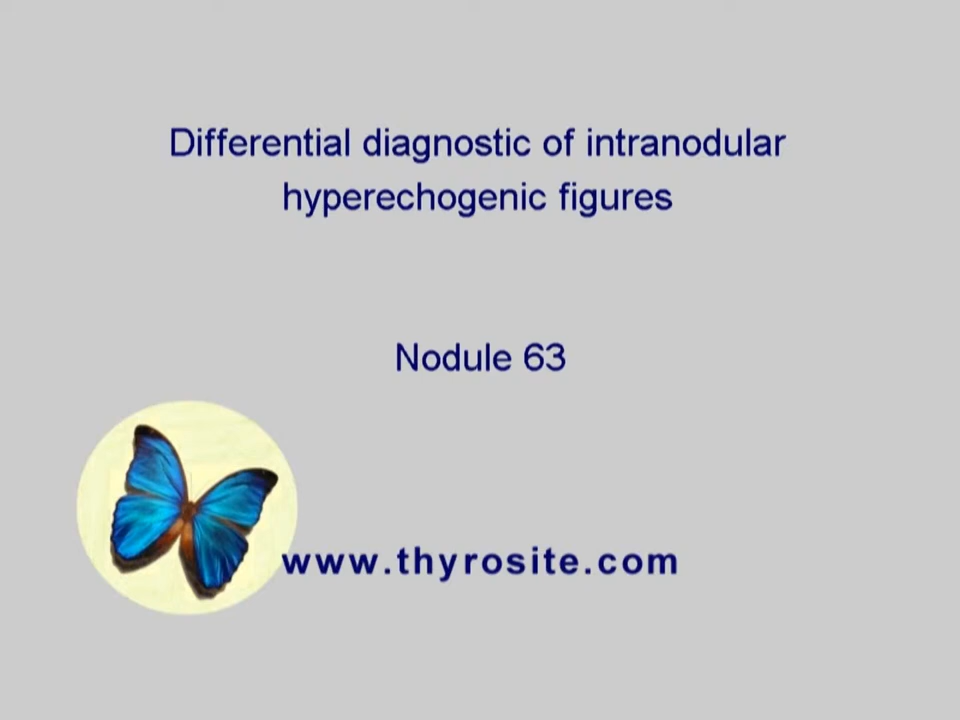 Differential diagnostic of intranodular
hyperechogenic figures
Nodule 63
www.thyrosite.com